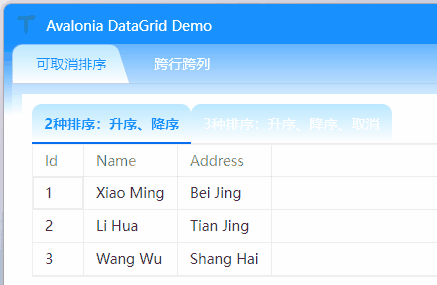 Avalonia DataGrid Demo
可取消排序 跨行跨列
2种排序：升序、降序 3种排序：升序、降序、取消
Id Name Address
1 Xiao Ming Bei Jing
2 Li Hua Tian Jing
3 Wang Wu Shang Hai